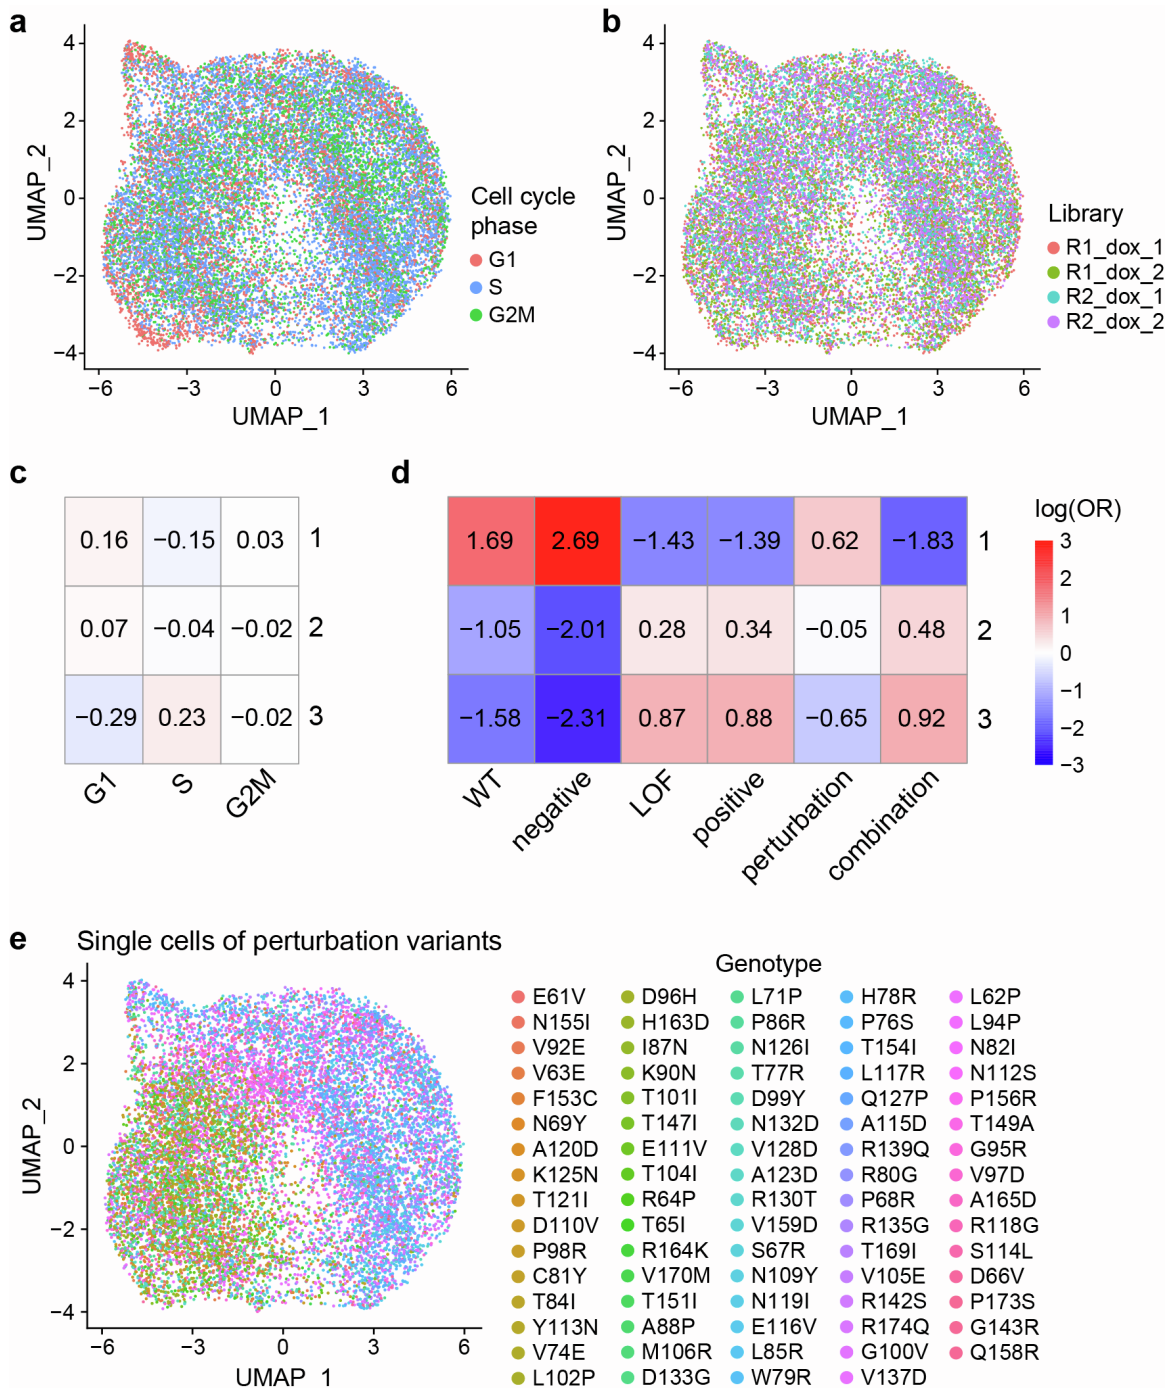 a
4
2
0
−2
−4
UMAP_2
−6
−3
0
3
6
UMAP_1
Cell cycle
phase
G1
S
G2M
b
4
2
0
−2
−4
UMAP_2
−6
−3
0
3
6
UMAP_1
Library
R1_dox_1
R1_dox_2
R2_dox_1
R2_dox_2
c
0.16 −0.15 0.03 1
0.07 −0.04 −0.02 2
−0.29 0.23 −0.02 3
G1 S G2M
d
1.69 2.69 −1.43 −1.39 0.62 −1.83 1
−1.05 −2.01 0.28 0.34 −0.05 0.48 2
−1.58 −2.31 0.87 0.88 −0.65 0.92 3
WT negative LOF positive perturbation combination
log(OR)
3
2
1
0
−1
−2
−3
e
Single cells of perturbation variants
4
2
0
−2
−4
UMAP_2
−6
−3
0
3
6
UMAP_1
Genotype
E61V D96H L71P H78R L62P
N155I H163D P86R P76S L94P
V92E I87N N126I T154I N82I
V63E K90N T77R L117R N112S
F153C T101I D99Y Q127P P156R
N69Y T147I N132D A115D T149A
A120D E111V V128D R139Q G95R
K125N T104I A123D R80G V97D
T121I R64P R130T P68R A165D
D110V T65I V159D R135G R118G
P98R R164K S67R T169I S114L
C81Y V170M N109Y V105E D66V
T84I T151I N119I R142S P173S
Y113N A88P E116V R174Q G143R
V74E M106R L85R G100V Q158R
L102P D133G W79R V137D